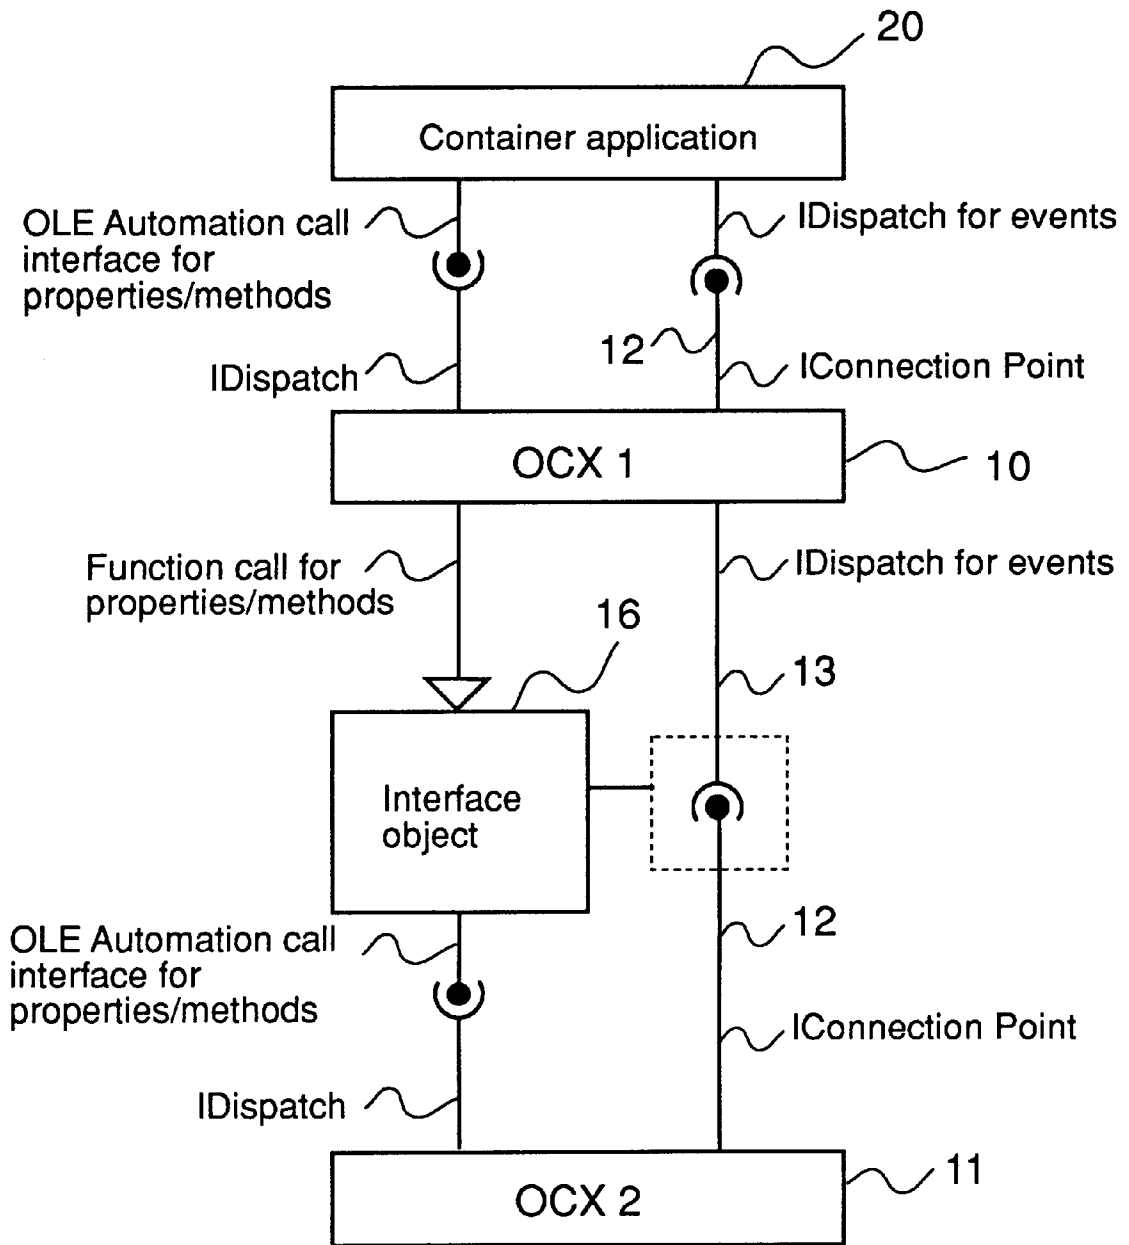 20
Container application
OLE Automation call
interface for
properties/methods
IDispatch for events
12
IDispatch
IConnection Point
OCX 1
10
Function call for
properties/methods
IDispatch for events
16
13
Interface
object
12
OLE Automation call
interface for
properties/methods
IConnection Point
IDispatch
11
OCX 2